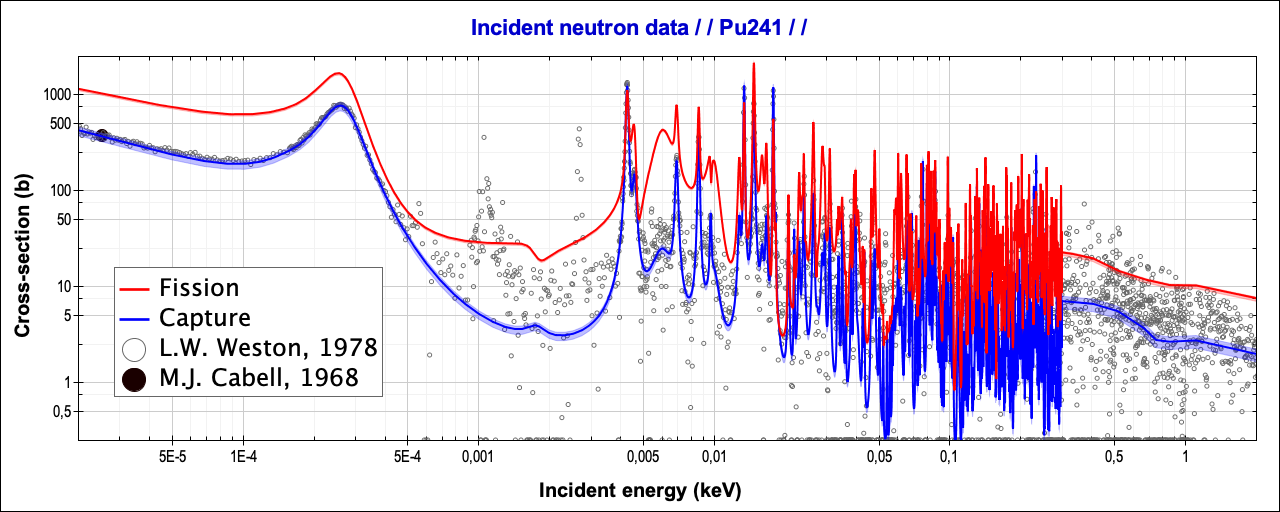 Incident neutron data / / Pu241 / /
Cross-section (b)
1000
500
100
50
10
5
1
0,5
Fission
Capture
L.W. Weston, 1978
M.J. Cabell, 1968
5E-5 1E-4 5E-4 0,001 0,005 0,01 0,05 0,1 0,5 1
Incident energy (keV)